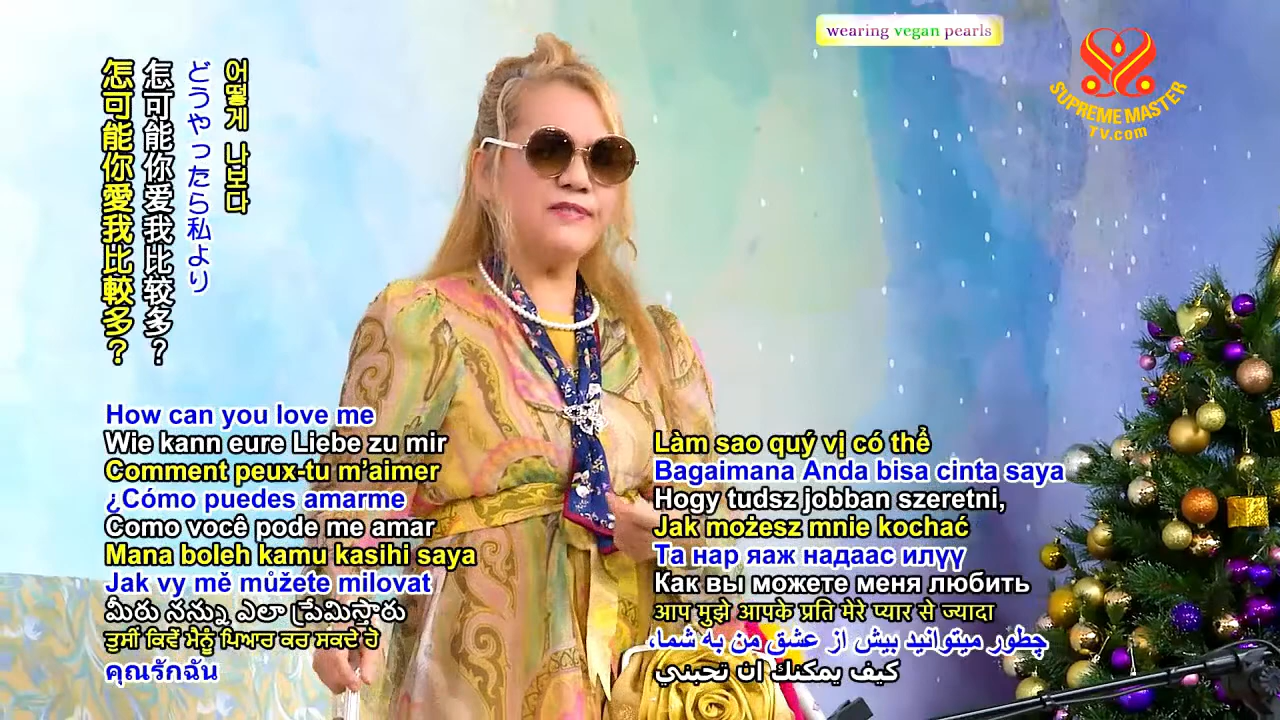 wearing vegan pearls
SUPREME MASTER
TV.com
어떻게 나보다
どうやったら私より
怎可能你爱我比较多？
怎可能你愛我比較多？
How can you love me
Wie kann eure Liebe zu mir
Comment peux-tu m’aimer
¿Cómo puedes amarme
Como você pode me amar
Mana boleh kamu kasihi saya
Jak vy mě můžete milovat
మీరు నన్ను ఎలా ప్రేమిస్తారు
ਤੁਸੀਂ ਕਿਵੇਂ ਮੈਨੂੰ ਪਿਆਰ ਕਰ ਸਕਦੇ ਹੋ
คุณรักฉัน
Làm sao quý vị có thể
Bagaimana Anda bisa cinta saya
Hogy tudsz jobban szeretni,
Jak możesz mnie kochać
Та нар яаж надаас илүү
Как вы можете меня любить
आप मुझे आपके प्रति मेरे प्यार से ज्यादा
چطور میتوانید بیش از عشق من به شما،
كيف يمكنك ان تحبني